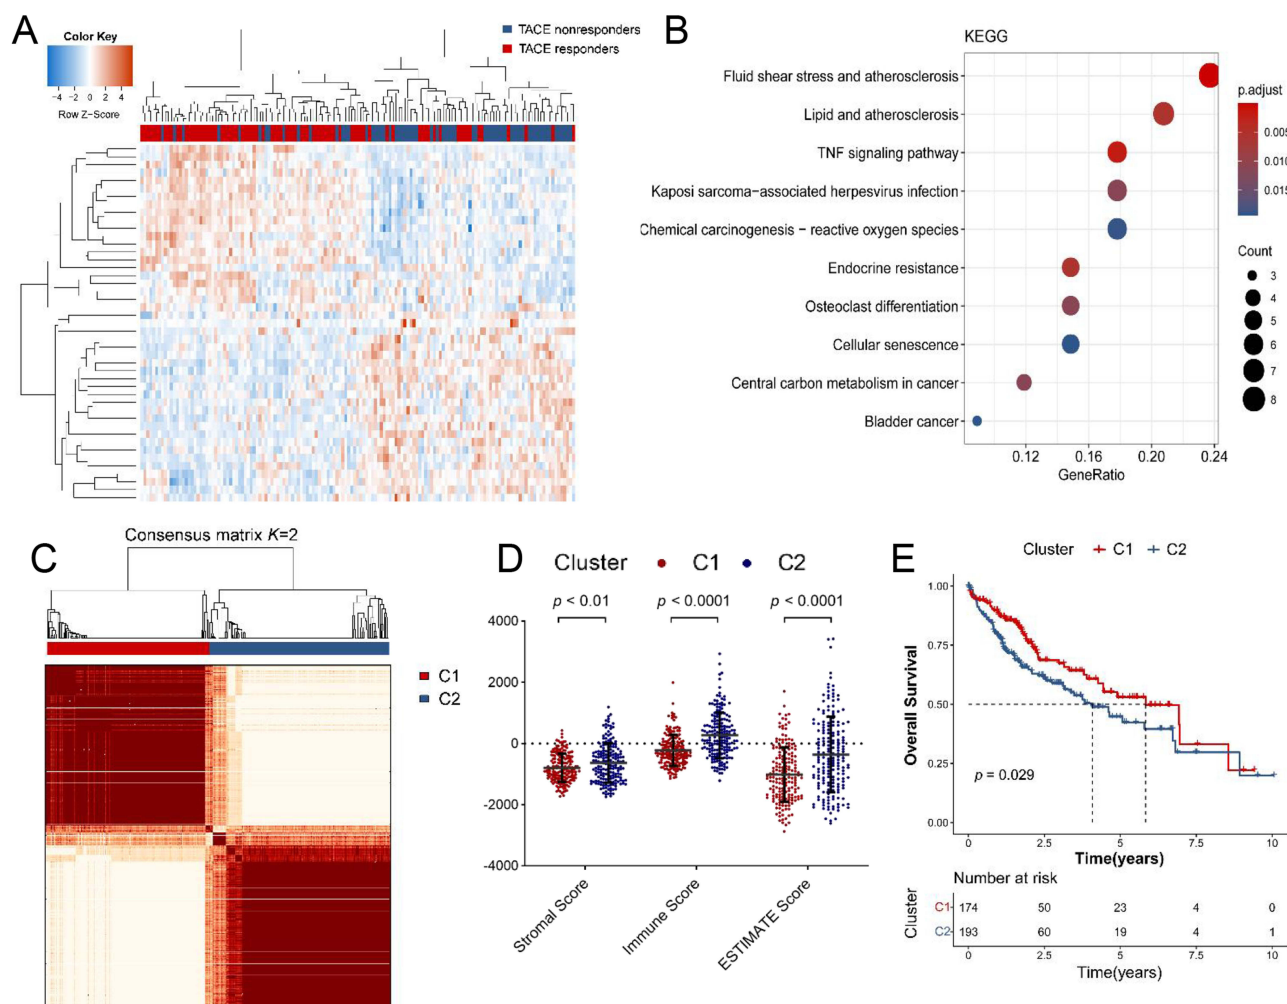 A
Color Key
-4 -2 0 2 4
Row Z-Score
TACE nonresponders
TACE responders
B
KEGG
Fluid shear stress and atherosclerosis
Lipid and atherosclerosis
TNF signaling pathway
Kaposi sarcoma-associated herpesvirus infection
Chemical carcinogenesis - reactive oxygen species
Endocrine resistance
Osteoclast differentiation
Cellular senescence
Central carbon metabolism in cancer
Bladder cancer
0.12 0.16 0.20 0.24
GeneRatio
p.adjust
0.005
0.010
0.015
Count
3
4
5
6
7
8
C
Consensus matrix K=2
C1
C2
D
Cluster C1 C2
p < 0.01 p < 0.0001 p < 0.0001
4000
2000
0
-2000
-4000
Stromal Score
Immune Score
ESTIMATE Score
E
Cluster C1 C2
Overall Survival
1.00
0.75
0.50
0.25
0.00
p = 0.029
0 2.5 5 7.5 10
Time(years)
Number at risk
Cluster
C1 174 50 23 4 0
C2 193 60 19 4 1
0 2.5 5 7.5 10
Time(years)